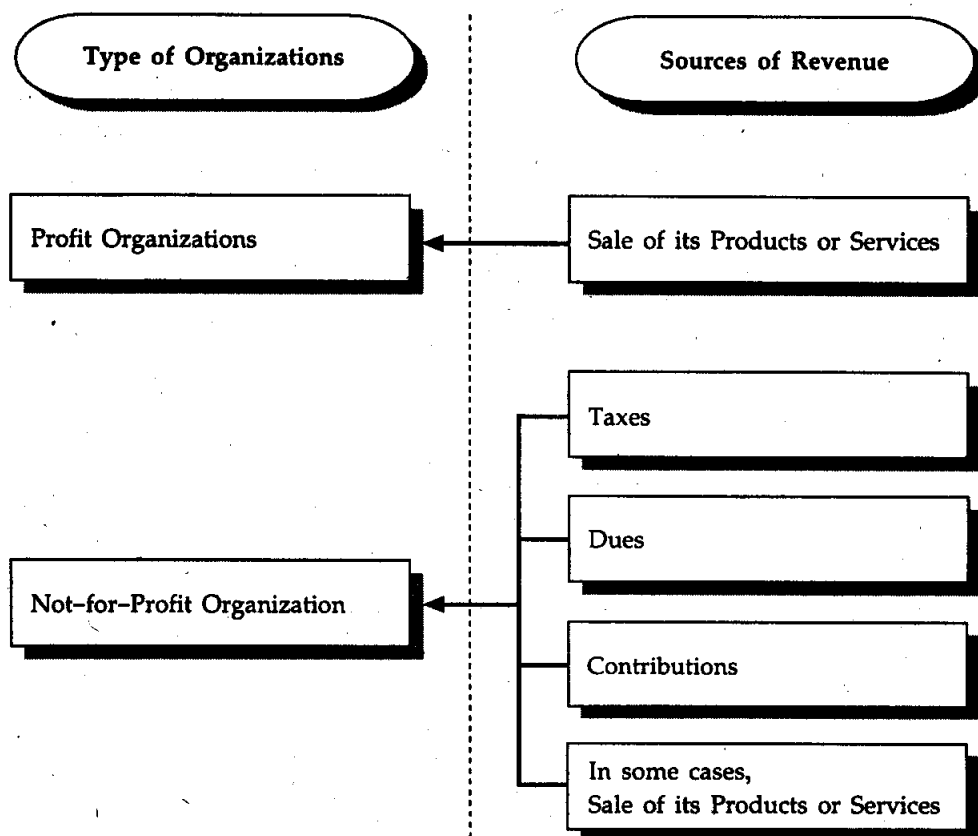 Type of Organizations
Sources of Revenue
Profit Organizations
Sale of its Products or Services
Taxes
Dues
Not-for-Profit Organization
Contributions
In some cases,
Sale of its Products or Services